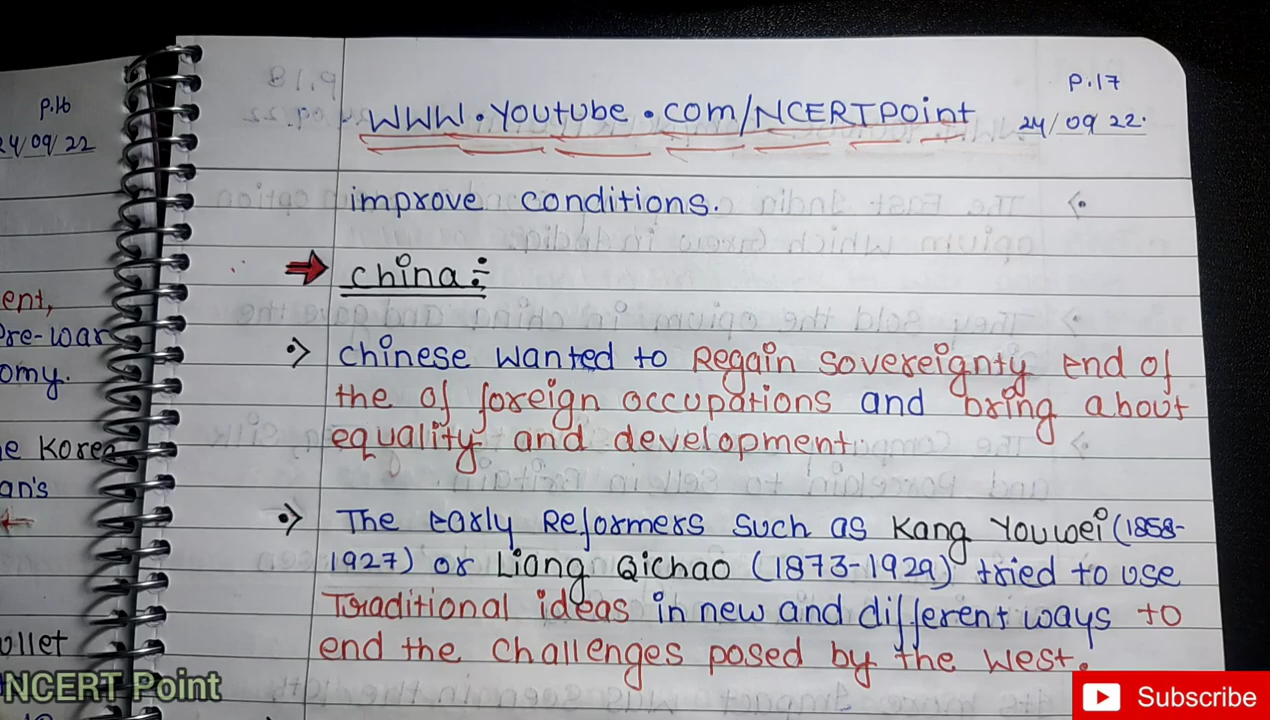 P.16
24/09/22
ent,
Pre-war
omy.
e Korea
an's
ollet
P.17
www.Youtube.com/NCERTPoint 24/09 22.
improve conditions.
China÷
Chinese wanted to Regain sovereignty end of
the of foreign occupations and bring about
equality and development.
The Early Reformers such as Kang Youwei (1858-
1927) or Liang Qichao (1873-1929) tried to use
Traditional ideas in new and different ways to
end the challenges posed by the West.
NCERT Point
Subscribe